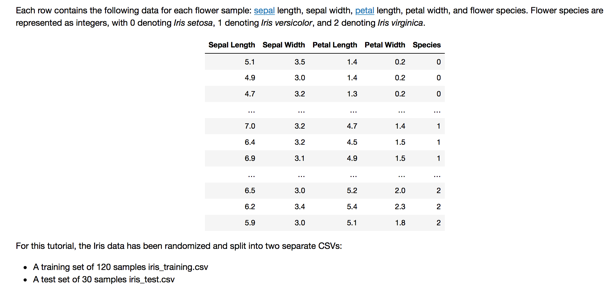 Each row contains the following data for each flower sample: sepal length, sepal width, petal length, petal width, and flower species. Flower species are
represented as integers, with 0 denoting Iris setosa, 1 denoting Iris versicolor, and 2 denoting Iris virginica.
Sepal Length Sepal Width Petal Length Petal Width Species
5.1 3.5 1.4 0.2 0
4.9 3.0 1.4 0.2 0
4.7 3.2 1.3 0.2 0
... ... ... ... ...
7.0 3.2 4.7 1.4 1
6.4 3.2 4.5 1.5 1
6.9 3.1 4.9 1.5 1
... ... ... ... ...
6.5 3.0 5.2 2.0 2
6.2 3.4 5.4 2.3 2
5.9 3.0 5.1 1.8 2
For this tutorial, the Iris data has been randomized and split into two separate CSVs:
• A training set of 120 samples iris_training.csv
• A test set of 30 samples iris_test.csv